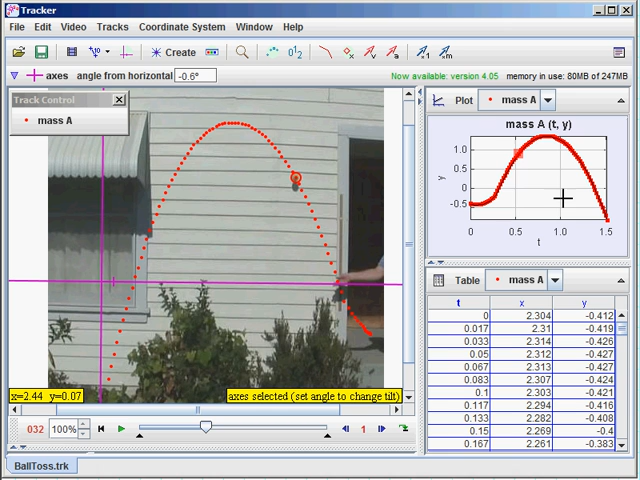 Tracker
File Edit Video Tracks Coordinate System Window Help
Create
axes angle from horizontal -0.6°
Now available: version 4.05 memory in use: 80MB of 247MB
Track Control
mass A
Plot mass A
mass A (t, y)
1.0
0.5
0
-0.5
y
0 0.5 1.0 1.5
t
Table mass A
t x y
0 2.304 -0.412
0.017 2.31 -0.419
0.033 2.314 -0.426
0.05 2.312 -0.427
0.067 2.313 -0.427
0.083 2.307 -0.424
0.1 2.303 -0.421
0.117 2.294 -0.416
0.133 2.282 -0.408
0.15 2.269 -0.4
0.167 2.261 -0.383
x=2.44 y=0.07
axes selected (set angle to change tilt)
032 100% 1
BallToss.trk